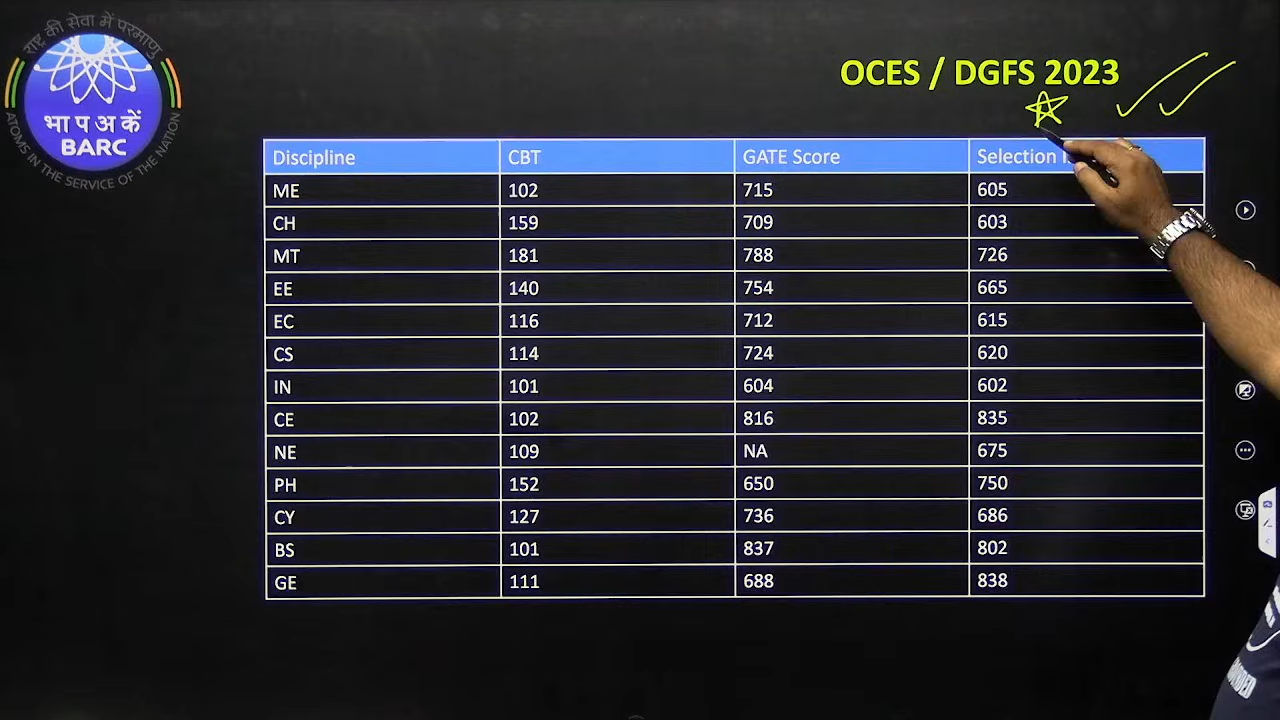 राष्ट्र की सेवा में परमाणु
भा प अ कें
BARC
ATOMS IN THE SERVICE OF THE NATION
OCES / DGFS 2023
Discipline CBT GATE Score Selection
ME 102 715 605
CH 159 709 603
MT 181 788 726
EE 140 754 665
EC 116 712 615
CS 114 724 620
IN 101 604 602
CE 102 816 835
NE 109 NA 675
PH 152 650 750
CY 127 736 686
BS 101 837 802
GE 111 688 838